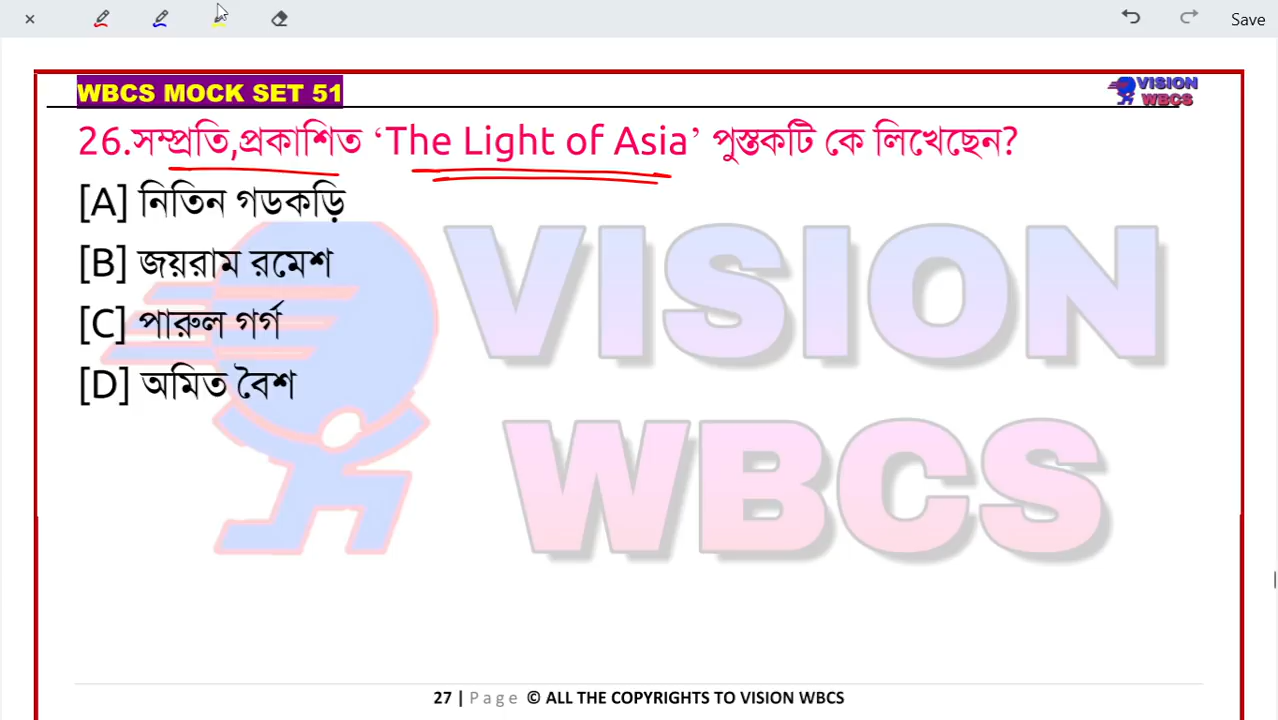 Save
WBCS MOCK SET 51
VISION
WBCS
26.সম্প্রতি,প্রকাশিত ‘The Light of Asia’ পুস্তকটি কে লিখেছেন?
[A] নিতিন গডকড়ি
[B] জয়রাম রমেশ
[C] পারুল গর্গ
[D] অমিত বৈশ
VISION
WBCS
27 | Page © ALL THE COPYRIGHTS TO VISION WBCS